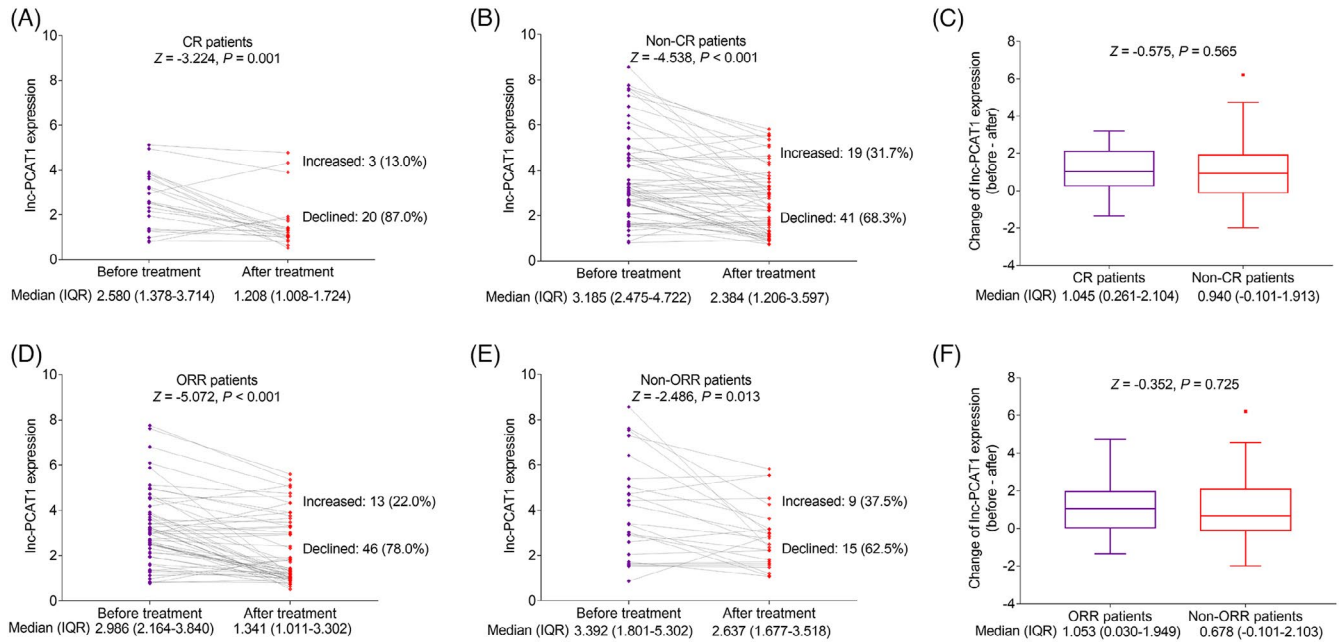 (A)
CR patients
Z = -3.224, P = 0.001
lnc-PCAT1 expression
10
8
6
4
2
0
Increased: 3 (13.0%)
Declined: 20 (87.0%)
Before treatment After treatment
Median (IQR) 2.580 (1.378-3.714) 1.208 (1.008-1.724)
(B)
Non-CR patients
Z = -4.538, P < 0.001
lnc-PCAT1 expression
10
8
6
4
2
0
Increased: 19 (31.7%)
Declined: 41 (68.3%)
Before treatment After treatment
Median (IQR) 3.185 (2.475-4.722) 2.384 (1.206-3.597)
(C)
Z = -0.575, P = 0.565
Change of lnc-PCAT1 expression
(before - after)
8
6
4
2
0
-2
-4
CR patients Non-CR patients
Median (IQR) 1.045 (0.261-2.104) 0.940 (-0.101-1.913)
(D)
ORR patients
Z = -5.072, P < 0.001
lnc-PCAT1 expression
10
8
6
4
2
0
Increased: 13 (22.0%)
Declined: 46 (78.0%)
Before treatment After treatment
Median (IQR) 2.986 (2.164-3.840) 1.341 (1.011-3.302)
(E)
Non-ORR patients
Z = -2.486, P = 0.013
lnc-PCAT1 expression
10
8
6
4
2
0
Increased: 9 (37.5%)
Declined: 15 (62.5%)
Before treatment After treatment
Median (IQR) 3.392 (1.801-5.302) 2.637 (1.677-3.518)
(F)
Z = -0.352, P = 0.725
Change of lnc-PCAT1 expression
(before - after)
8
6
4
2
0
-2
-4
ORR patients Non-ORR patients
Median (IQR) 1.053 (0.030-1.949) 0.678 (-0.101-2.103)